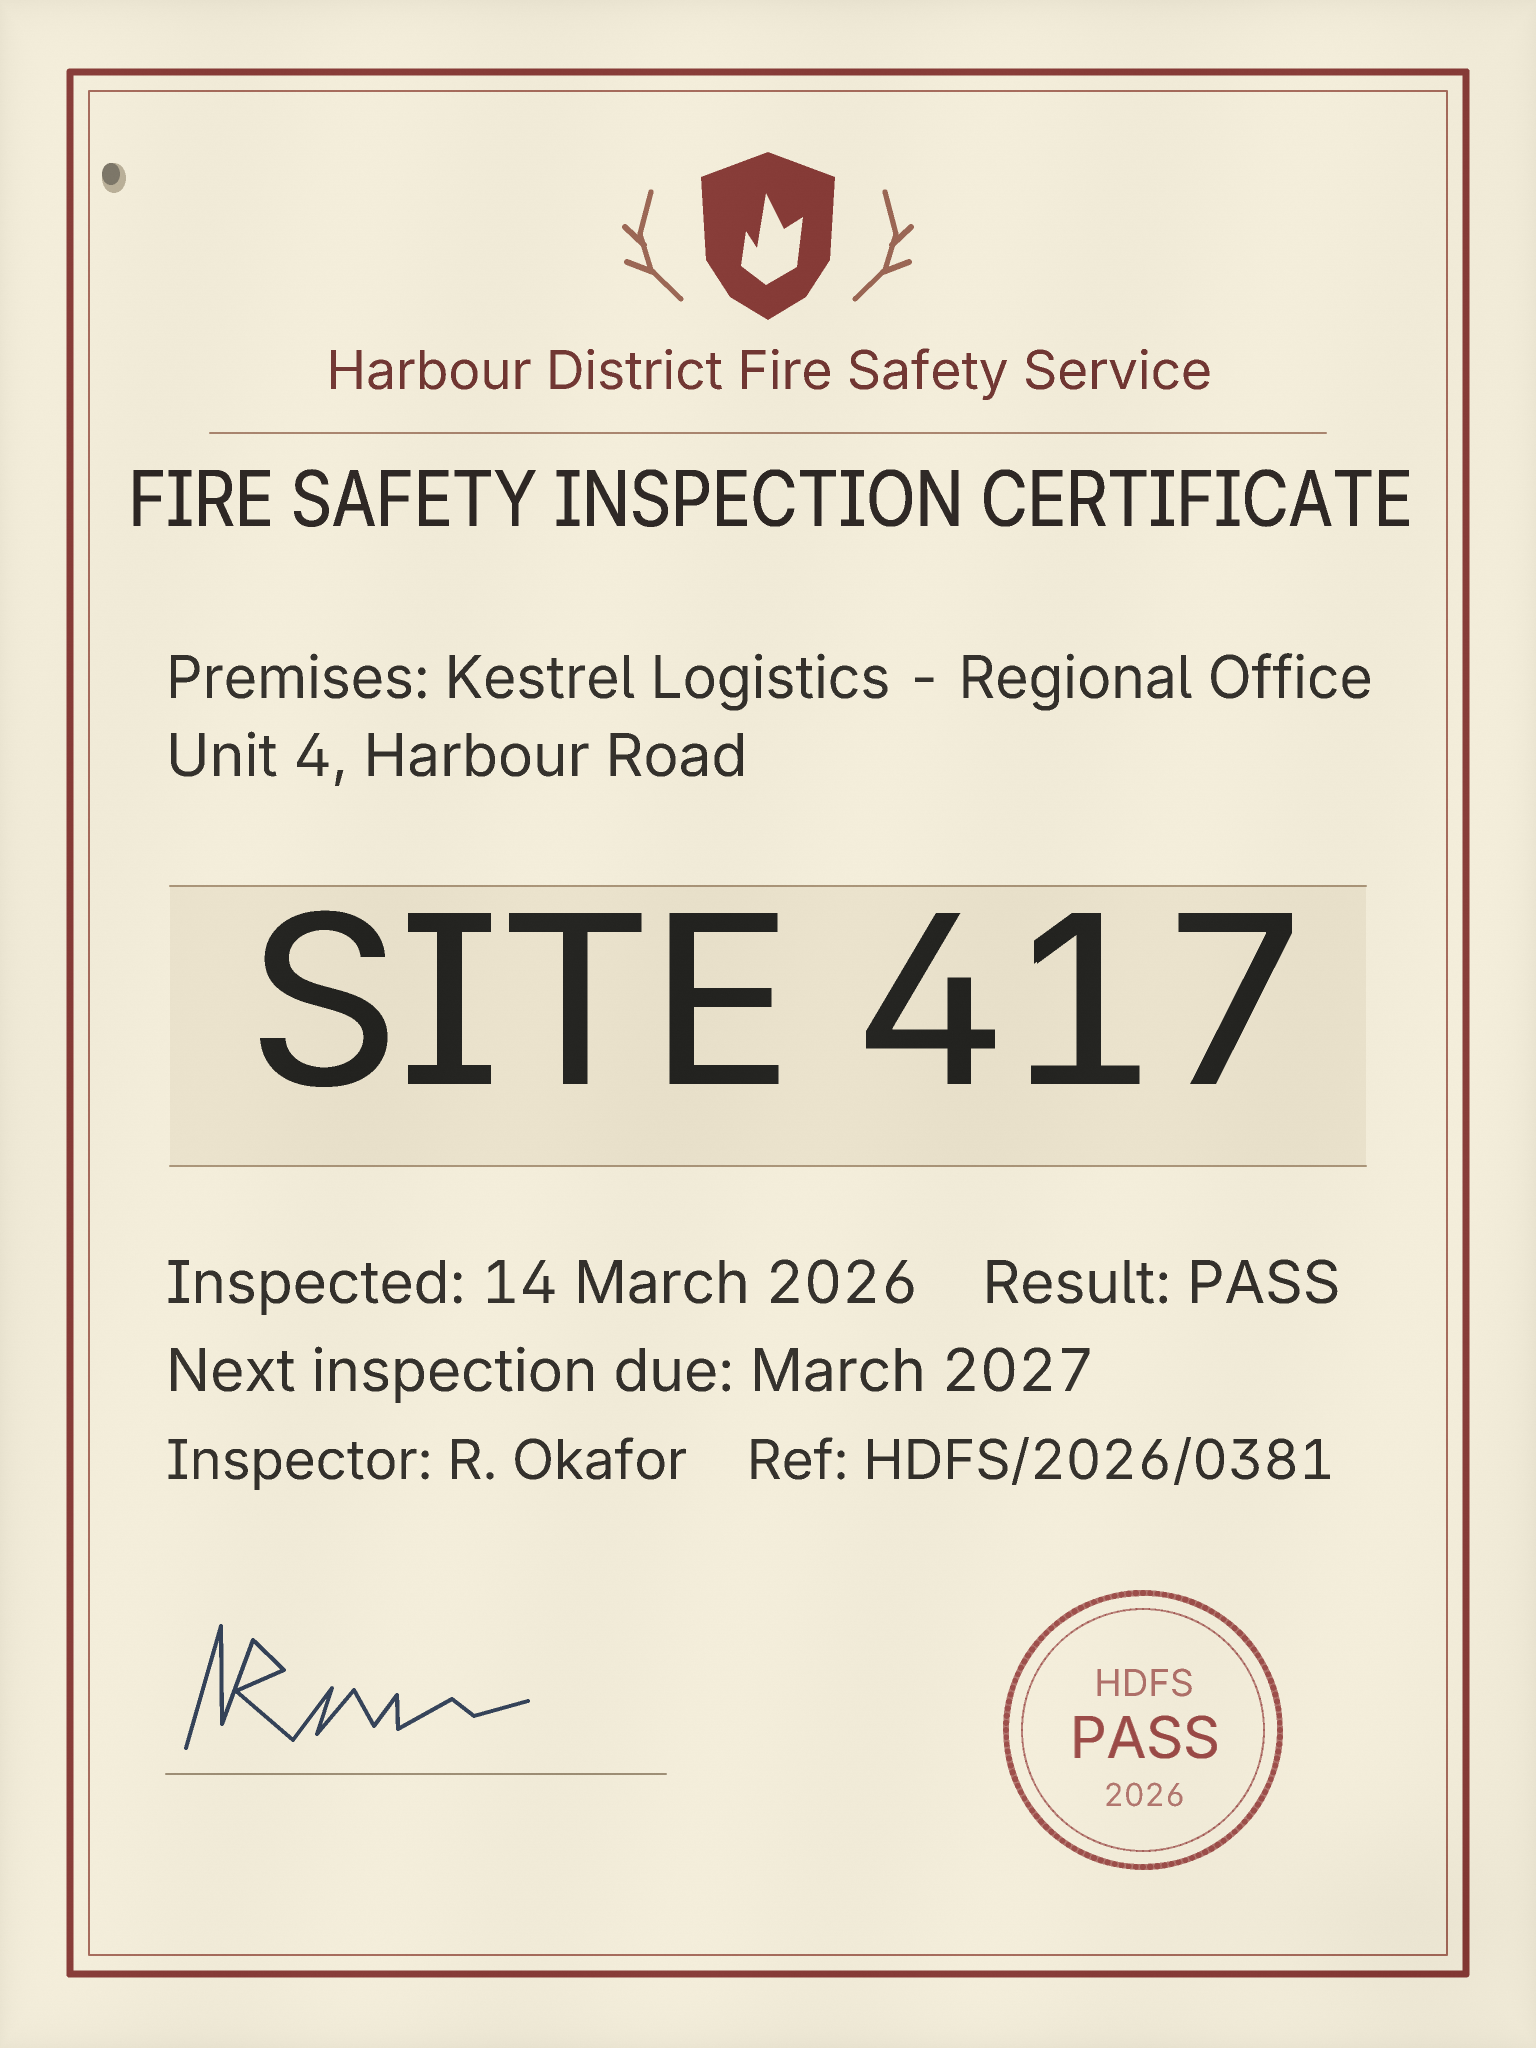 Harbour District Fire Safety Service
FIRE SAFETY INSPECTION CERTIFICATE
Premises: Kestrel Logistics - Regional Office
Unit 4, Harbour Road
SITE 417
Inspected: 14 March 2026 Result: PASS
Next inspection due: March 2027
Inspector: R. Okafor Ref: HDFS/2026/0381
HDFS
PASS
2026